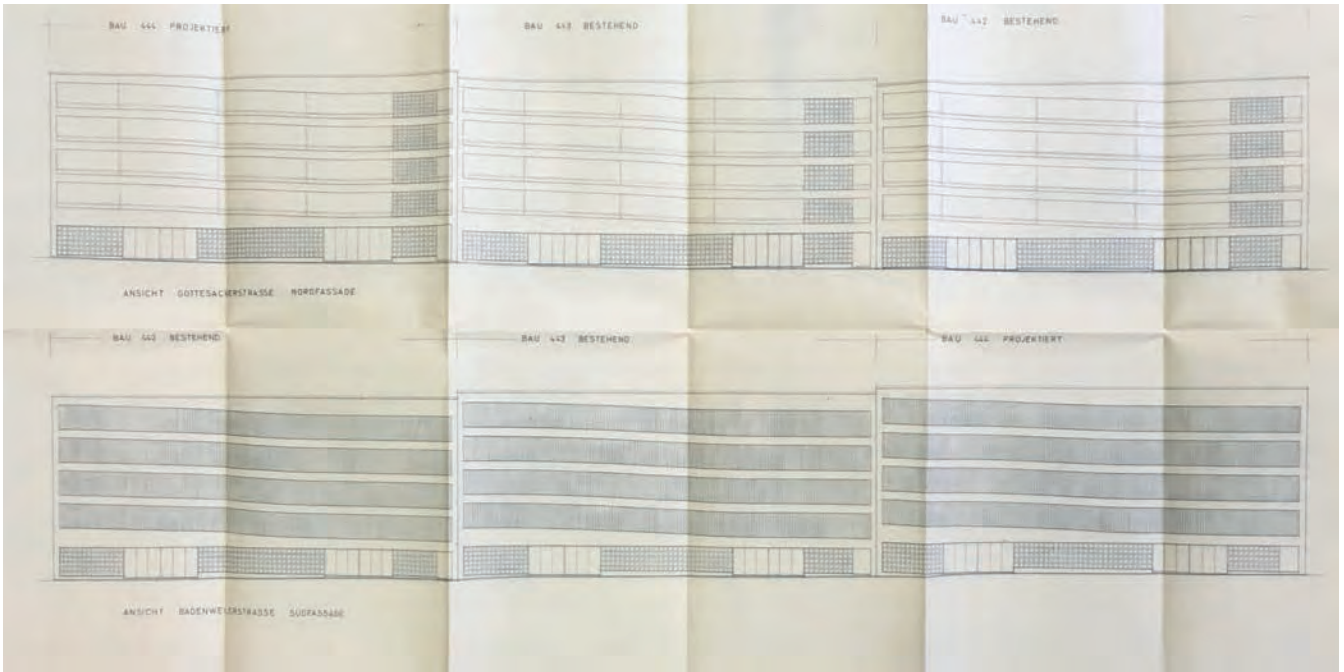 BAU 444 PROJEKTIERT
BAU 443 BESTEHEND
BAU 442 BESTEHEND
ANSICHT GOTTESACKERSTRASSE NORDFASSADE
BAU 442 BESTEHEND
BAU 443 BESTEHEND
BAU 444 PROJEKTIERT
ANSICHT BADENWEILERSTRASSE SÜDFASSADE